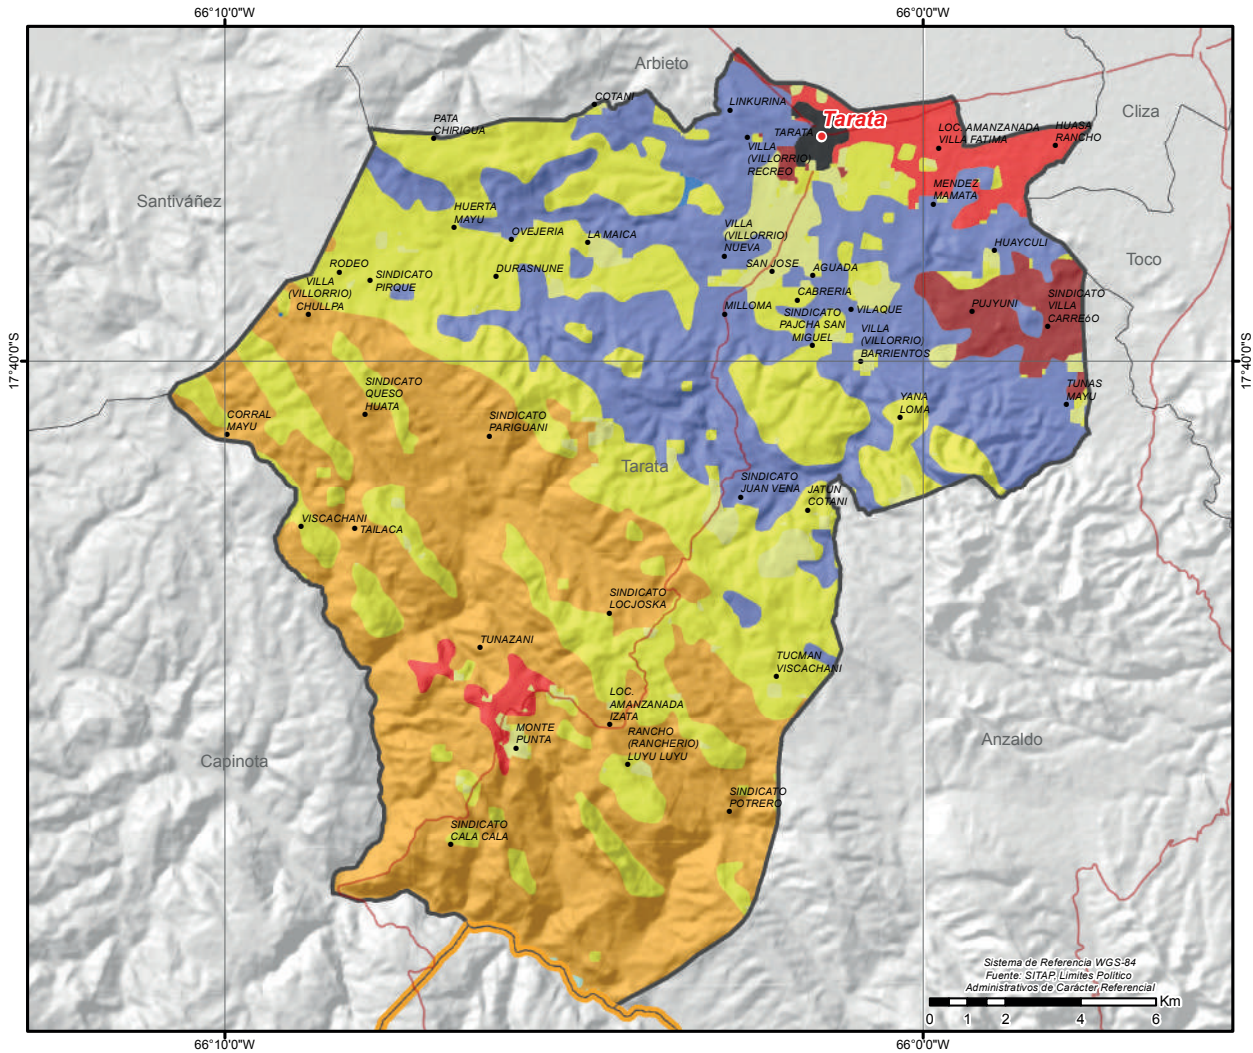 66°10'0"W
66°0'0"W
Arbieto
COTANI
LINKURINA
Cliza
Tarata
PATA
CHIRIGUA
TARATA
LOC. AMANZANADA
VILLA FATIMA
HUASA
RANCHO
VILLA
(VILLORRIO)
RECREO
Santiváñez
MENDEZ
MAMATA
HUERTA
MAYU
OVEJERIA
LA MAICA
VILLA
(VILLORRIO)
NUEVA
HUAYCULI
Toco
RODEO
SINDICATO
PIRQUE
DURASNUNE
SAN JOSE
AGUADA
VILLA
(VILLORRIO)
CHULLPA
CABRERIA
MILLOMA
SINDICATO
PAJCHA SAN
MIGUEL
VILAQUE
PUJYUNI
SINDICATO
VILLA
CARREóO
VILLA
(VILLORRIO)
BARRIENTOS
17°40'0"S
17°40'0"S
SINDICATO
QUESO
HUATA
TUNAS
MAYU
YANA
LOMA
CORRAL
MAYU
SINDICATO
PARIGUANI
Tarata
SINDICATO
JUAN VENA
JATUN
COTANI
VISCACHANI
TAILACA
SINDICATO
LOCJOSKA
TUNAZANI
TUCMAN
VISCACHANI
LOC.
AMANZANADA
IZATA
MONTE
PUNTA
RANCHO
(RANCHERIO)
LUYU LUYU
Anzaldo
Capinota
SINDICATO
POTRERO
SINDICATO
CALA CALA
Sistema de Referencia WGS-84
Fuente: SITAP, Limites Político
Administrativos de Carácter Referencial
Km
0 1 2 4 6
66°10'0"W
66°0'0"W